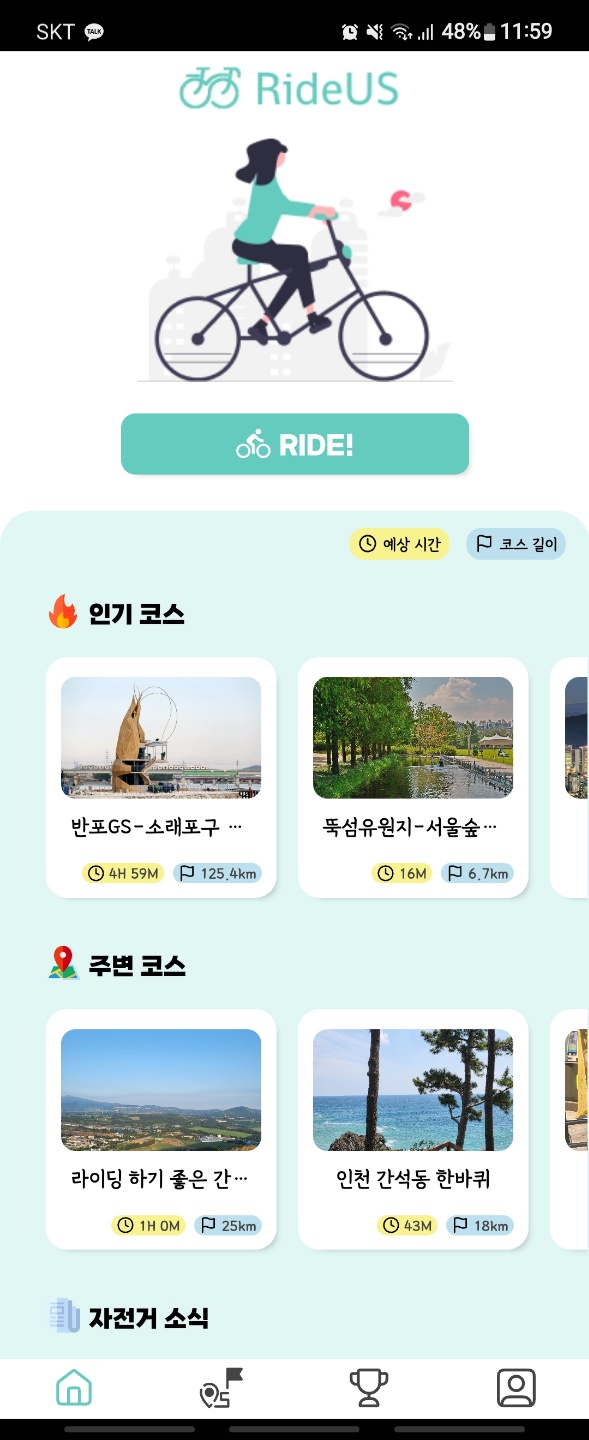 SKT TALK 48% 11:59
RideUS
RIDE!
예상 시간 코스 길이
인기 코스
반포GS-소래포구 ⋯ 뚝섬유원지-서울숲⋯
4H 59M 125.4km 16M 6.7km
주변 코스
라이딩 하기 좋은 간⋯ 인천 간석동 한바퀴
1H 0M 25km 43M 18km
자전거 소식